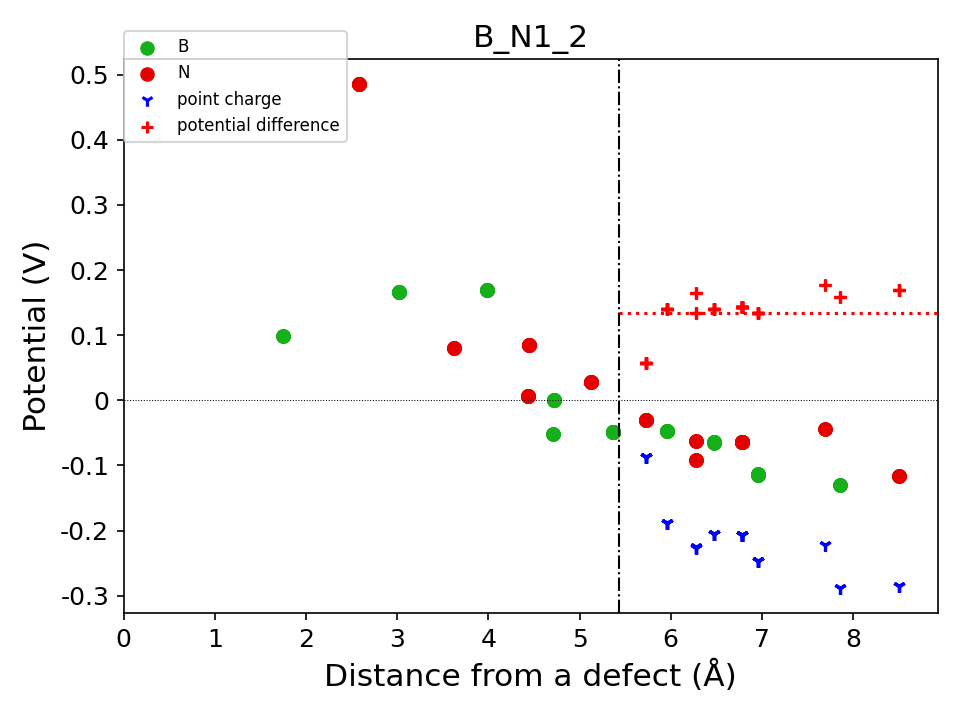 B_N1_2
B
N
point charge
potential difference
0.5
0.4
0.3
0.2
0.1
0
-0.1
-0.2
-0.3
Potential (V)
0 1 2 3 4 5 6 7 8
Distance from a defect (Å)